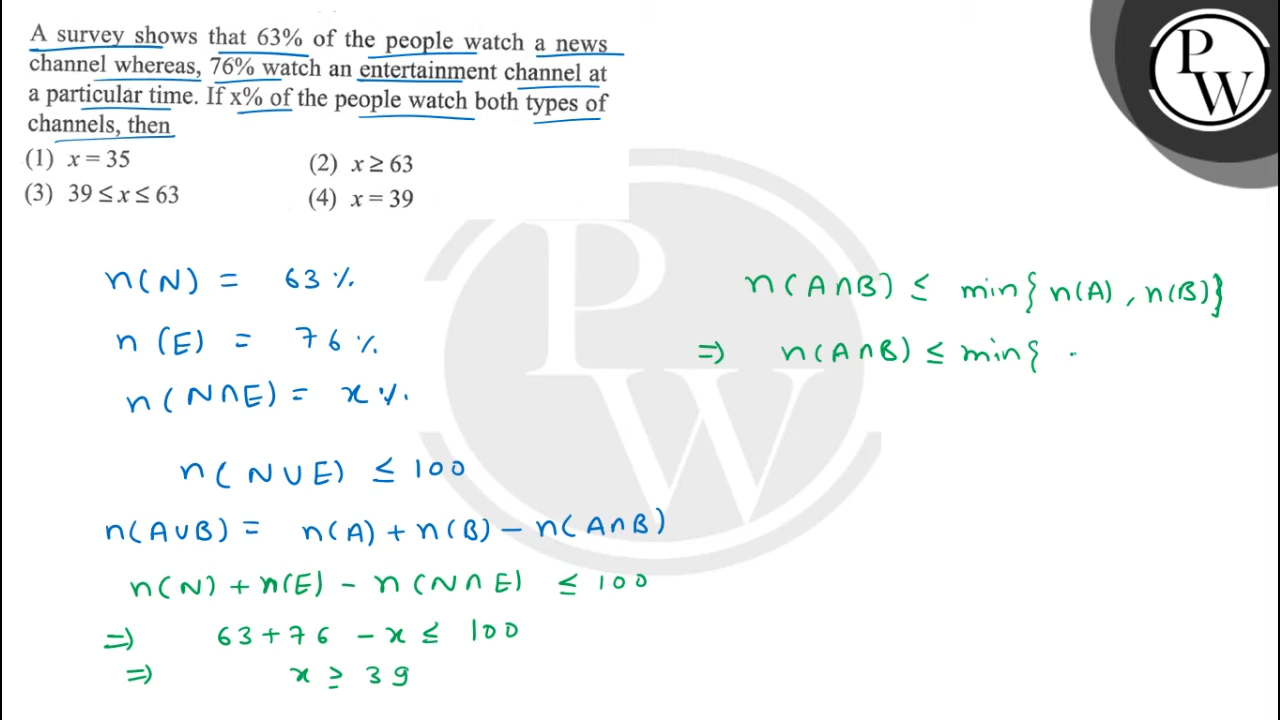 A survey shows that 63% of the people watch a news
channel whereas, 76% watch an entertainment channel at
a particular time. If x% of the people watch both types of
channels, then
(1) x = 35
(2) x ≥ 63
(3) 39 ≤ x ≤ 63
(4) x = 39
n(N) = 63 %
n(E) = 76 %
n(N∩E) = x %
n(N∪E) ≤ 100
n(A∪B) = n(A) + n(B) − n(A∩B)
n(N) + n(E) − n(N∩E) ≤ 100
⇒ 63 + 76 − x ≤ 100
⇒ x ≥ 39
n(A∩B) ≤ min{ n(A), n(B)}
⇒ n(A∩B) ≤ min{ .
P
W
P
W